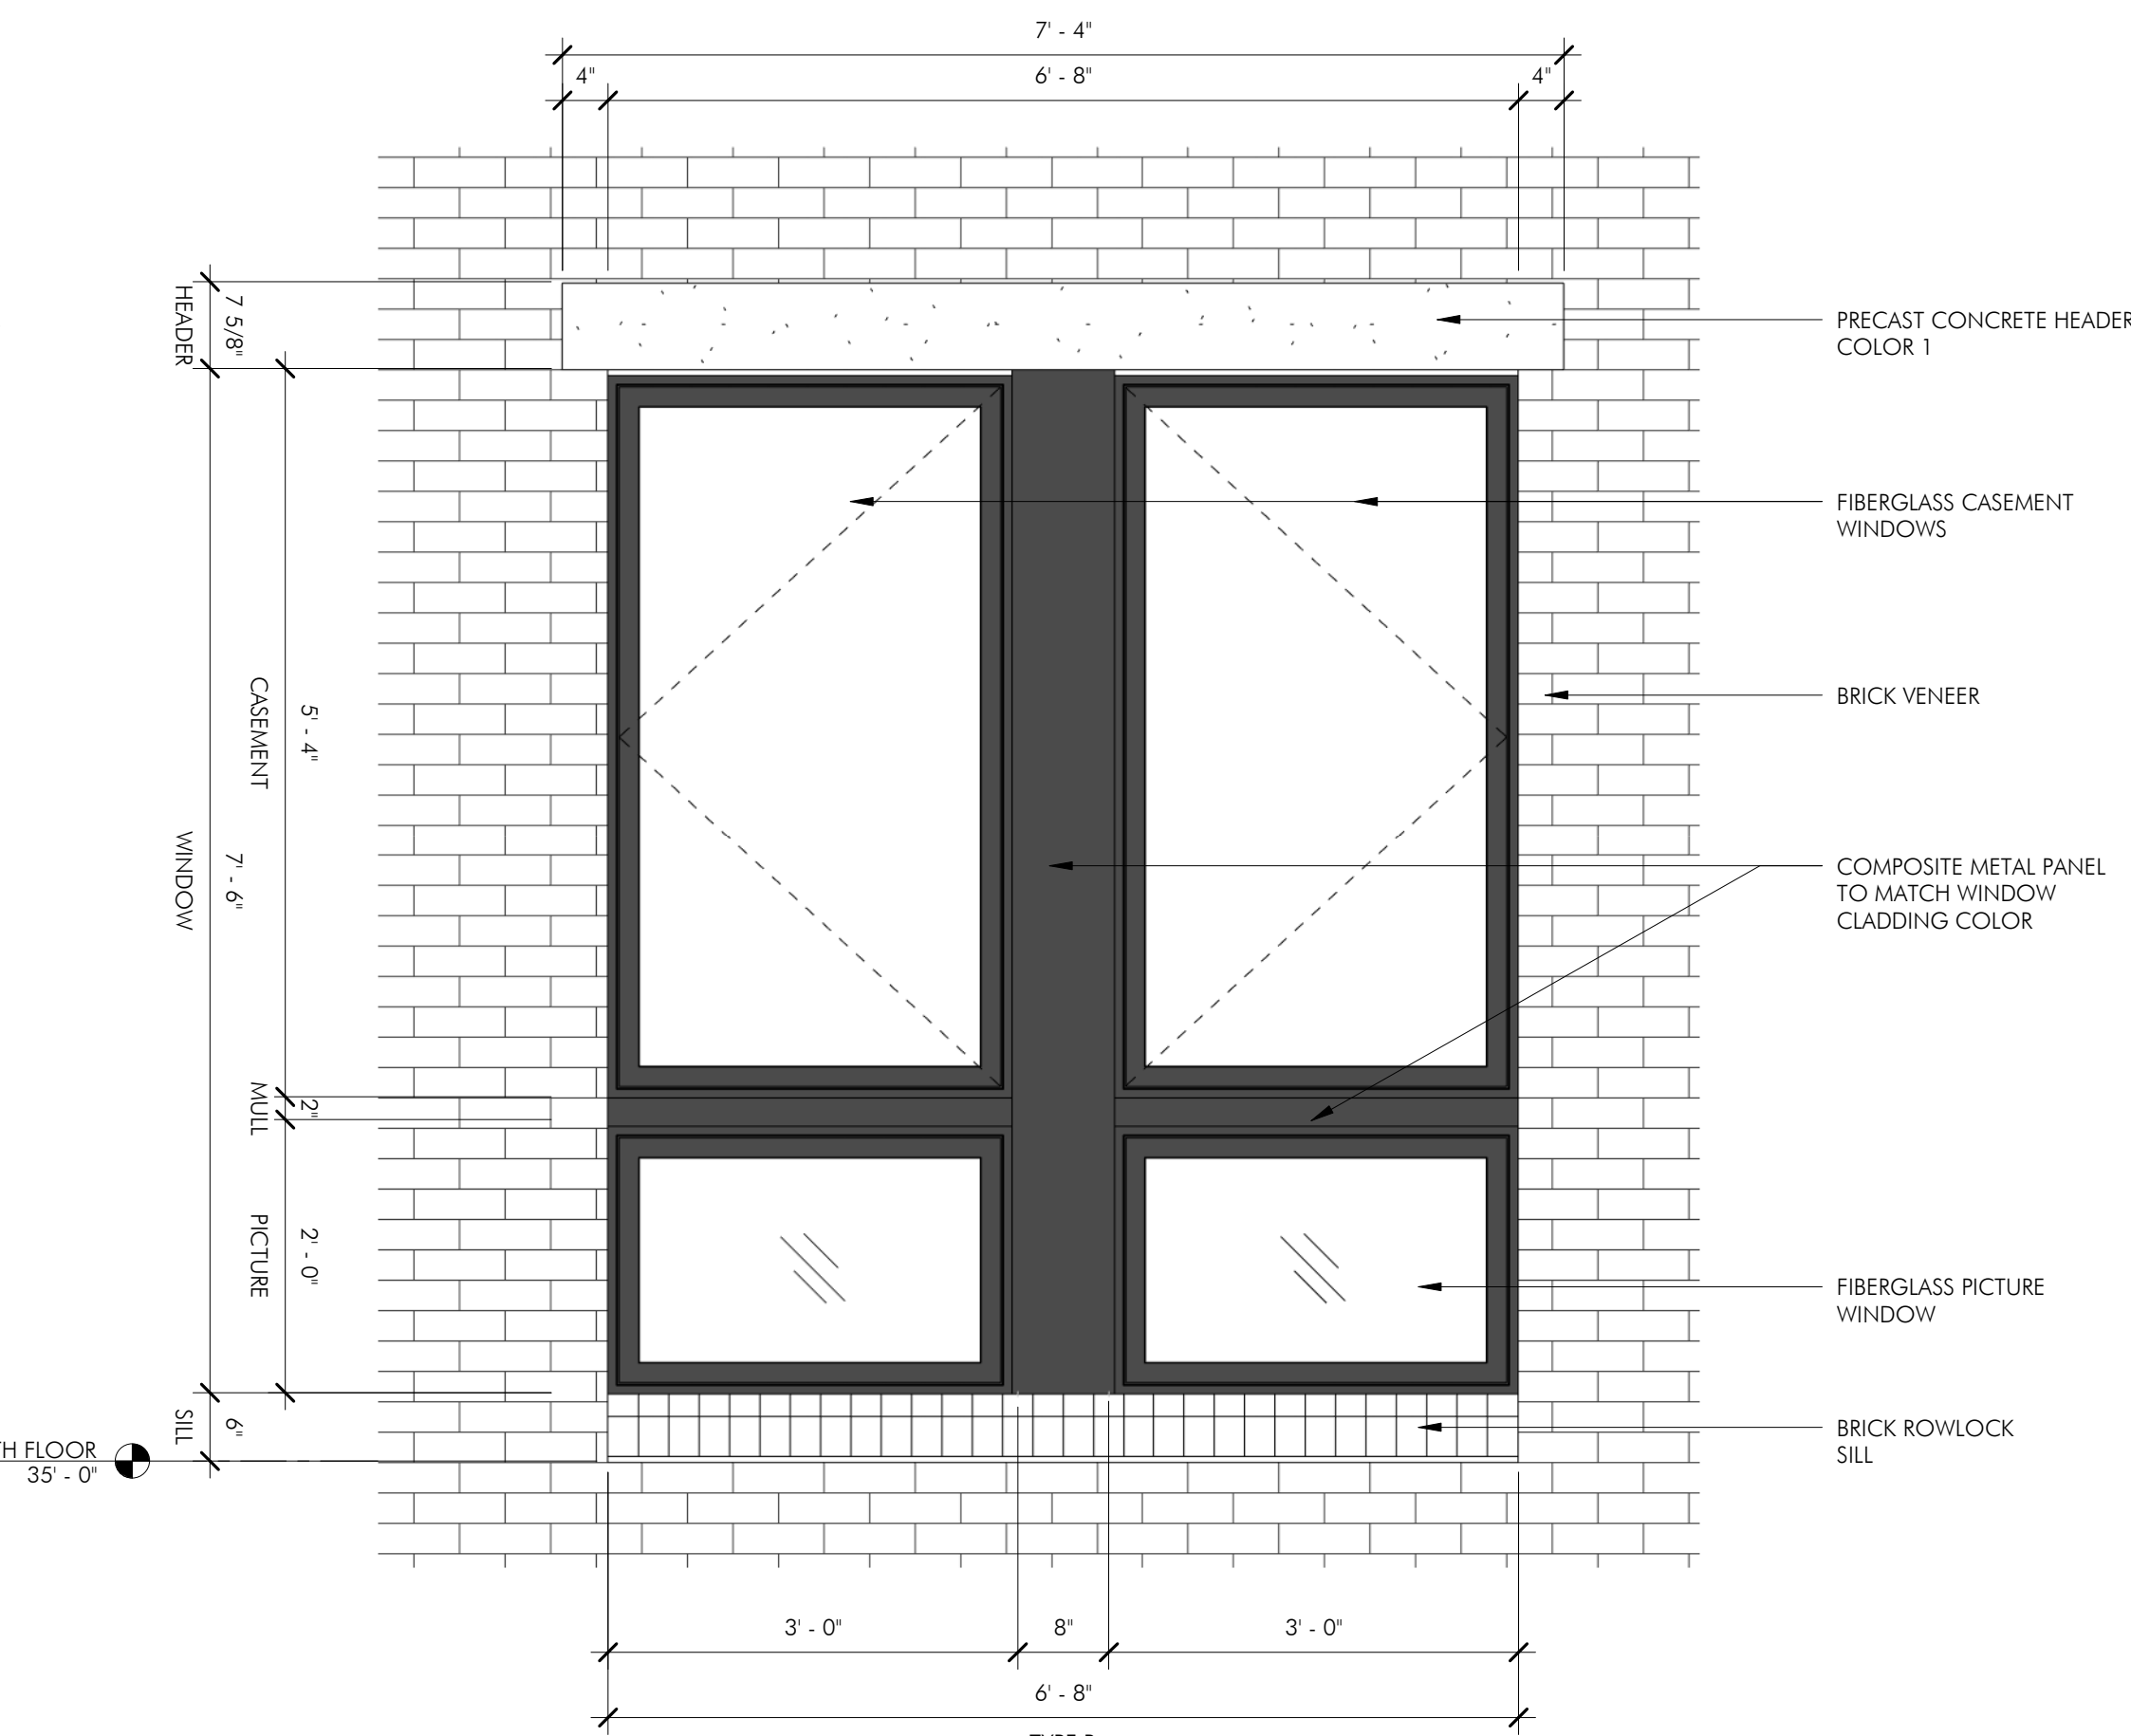 7' - 4"
4"
6' - 8"
4"
HEADER
7 5/8"
PRECAST CONCRETE HEADER
COLOR 1
FIBERGLASS CASEMENT
WINDOWS
CASEMENT
5' - 4"
BRICK VENEER
WINDOW
7' - 6"
COMPOSITE METAL PANEL
TO MATCH WINDOW
CLADDING COLOR
MULL
2"
PICTURE
2' - 0"
FIBERGLASS PICTURE
WINDOW
SILL
6"
BRICK ROWLOCK
SILL
TH FLOOR
35' - 0"
3' - 0"
8"
3' - 0"
6' - 8"